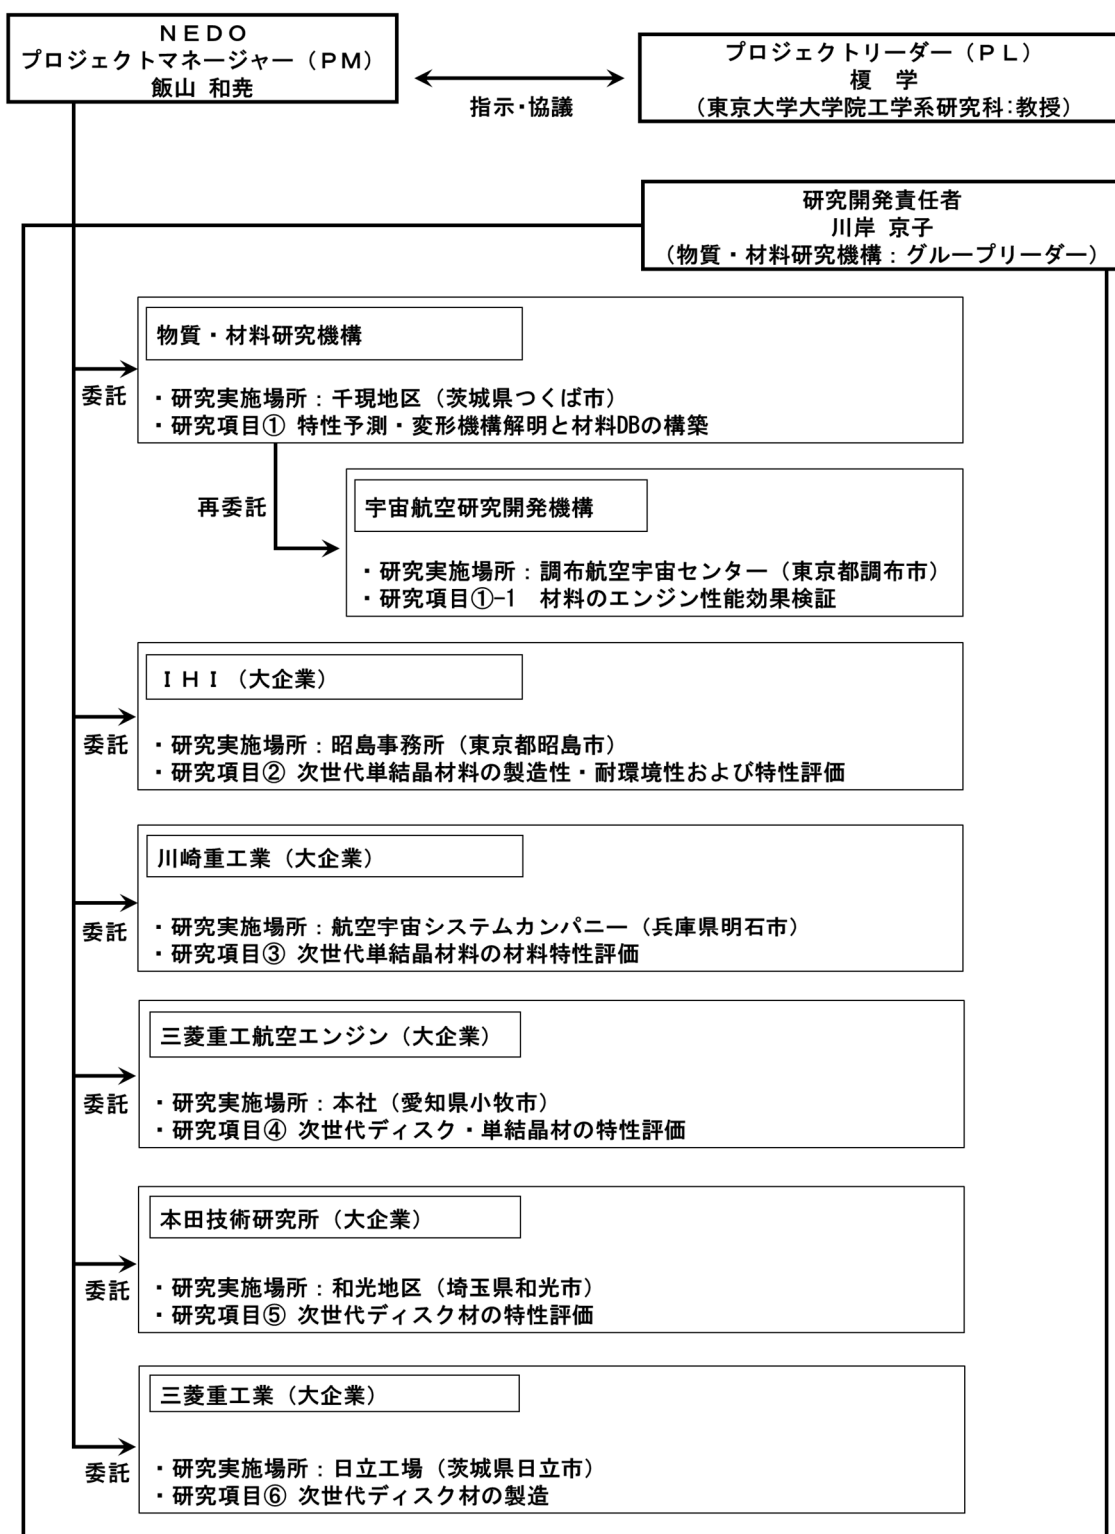 ＮＥＤＯ
プロジェクトマネージャー（ＰＭ）
飯山 和尭
指示・協議
プロジェクトリーダー（ＰＬ）
榎　学
（東京大学大学院工学系研究科：教授）
研究開発責任者
川岸 京子
（物質・材料研究機構：グループリーダー）
委託
物質・材料研究機構
・研究実施場所：千現地区（茨城県つくば市）
・研究項目① 特性予測・変形機構解明と材料DBの構築
再委託
宇宙航空研究開発機構
・研究実施場所：調布航空宇宙センター（東京都調布市）
・研究項目①-1　材料のエンジン性能効果検証
委託
ＩＨＩ（大企業）
・研究実施場所：昭島事務所（東京都昭島市）
・研究項目② 次世代単結晶材料の製造性・耐環境性および特性評価
委託
川崎重工業（大企業）
・研究実施場所：航空宇宙システムカンパニー（兵庫県明石市）
・研究項目③ 次世代単結晶材料の材料特性評価
委託
三菱重工航空エンジン（大企業）
・研究実施場所：本社（愛知県小牧市）
・研究項目④ 次世代ディスク・単結晶材の特性評価
委託
本田技術研究所（大企業）
・研究実施場所：和光地区（埼玉県和光市）
・研究項目⑤ 次世代ディスク材の特性評価
委託
三菱重工業（大企業）
・研究実施場所：日立工場（茨城県日立市）
・研究項目⑥ 次世代ディスク材の製造